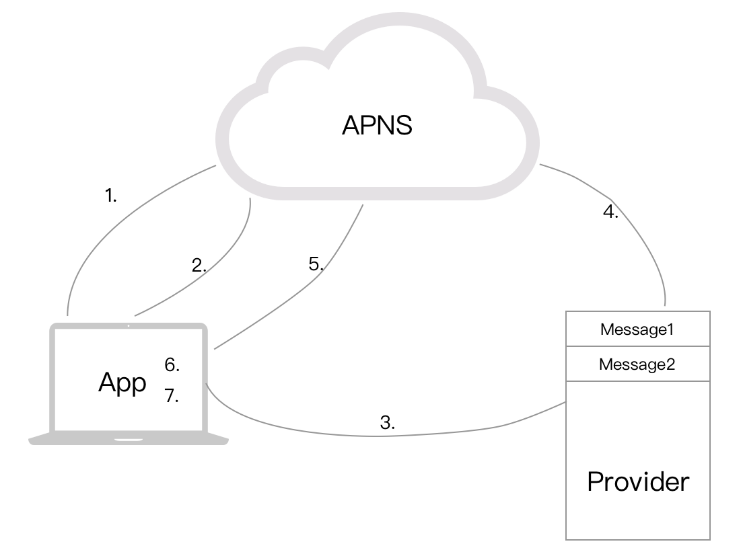 APNS
1.
4.
2.
5.
Message1
6.
Message2
App
7.
3.
Provider